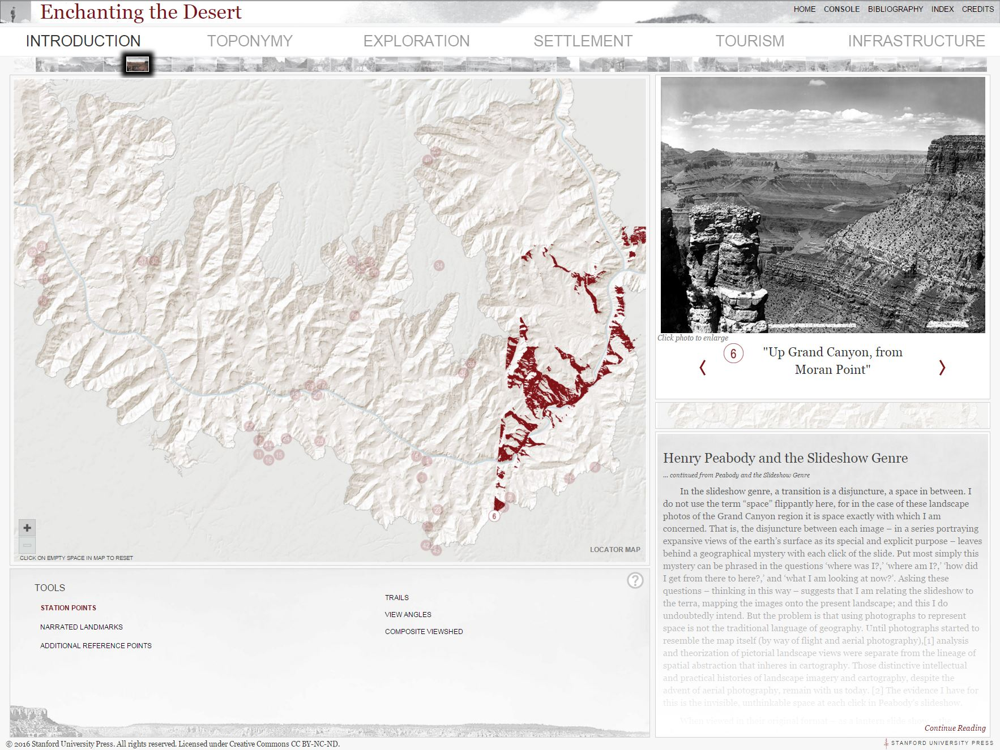 Enchanting the Desert
HOME CONSOLE BIBLIOGRAPHY INDEX CREDITS
INTRODUCTION TOPONYMY EXPLORATION SETTLEMENT TOURISM INFRASTRUCTURE
34
24
11
16
15
23
42
43
6
LOCATOR MAP
+
−
CLICK ON EMPTY SPACE IN MAP TO RESET
TOOLS
STATION POINTS
NARRATED LANDMARKS
ADDITIONAL REFERENCE POINTS
TRAILS
VIEW ANGLES
COMPOSITE VIEWSHED
?
Click photo to enlarge
6
"Up Grand Canyon, from
Moran Point"
Henry Peabody and the Slideshow Genre
... continued from Peabody and the Slideshow Genre
In the slideshow genre, a transition is a disjuncture, a space in between. I
do not use the term “space” flippantly here, for in the case of these landscape
photos of the Grand Canyon region it is space exactly with which I am
concerned. That is, the disjuncture between each image – in a series portraying
expansive views of the earth’s surface as its special and explicit purpose – leaves
behind a geographical mystery with each click of the slide. Put most simply this
mystery can be phrased in the questions ‘where was I?,’ ‘where am I?,’ ‘how did
I get from there to here?,’ and ‘what I am looking at now?’. Asking these
questions – thinking in this way – suggests that I am relating the slideshow to
the terra, mapping the images onto the present landscape; and this I do
undoubtedly intend. But the problem is that using photographs to represent
space is not the traditional language of geography. Until photographs started to
resemble the map itself (by way of flight and aerial photography),[1] analysis
and theorization of pictorial landscape views were separate from the lineage of
spatial abstraction that inheres in cartography. Those distinctive intellectual
and practical histories of landscape imagery and cartography, despite the
advent of aerial photography, remain with us today. [2] The evidence I have for
this is the invisible, unthinkable space at each click in Peabody's slideshow.
When viewed in their original format – as a lantern slide show – the
Continue Reading
© 2016 Stanford University Press. All rights reserved. Licensed under Creative Commons CC BY-NC-ND.
STANFORD UNIVERSITY PRESS